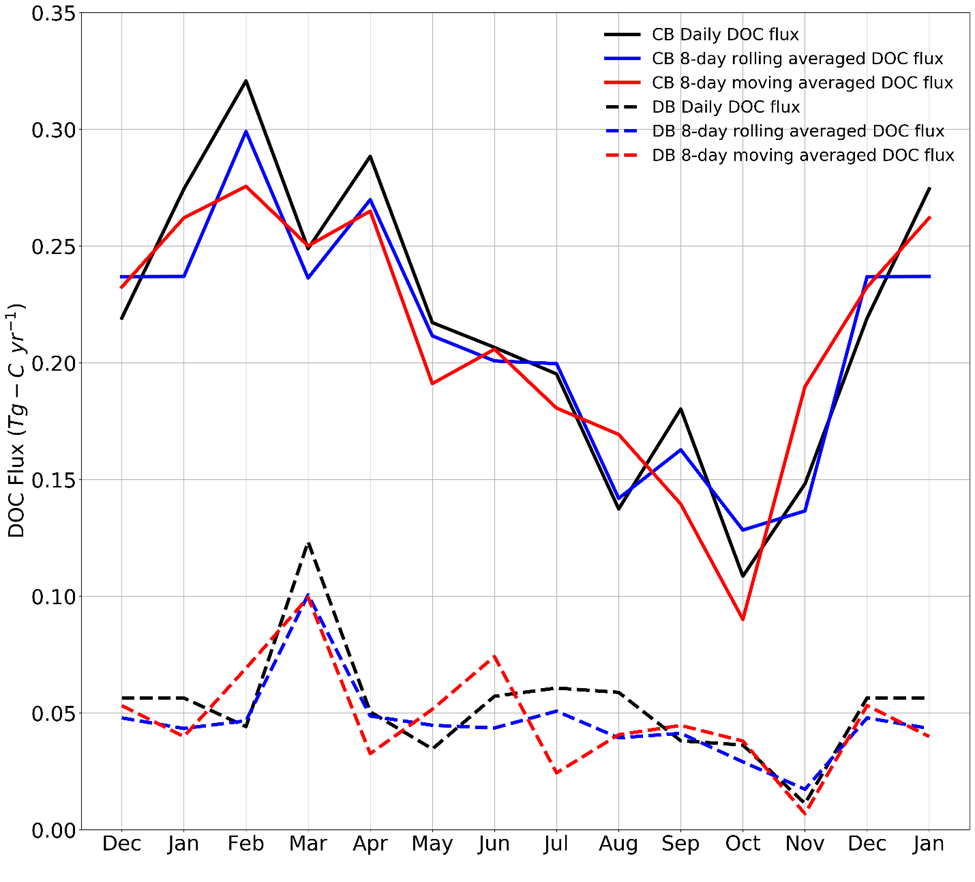 0.35
0.30
0.25
0.20
0.15
0.10
0.05
0.00
DOC Flux (Tg − C yr⁻¹)
CB Daily DOC flux
CB 8-day rolling averaged DOC flux
CB 8-day moving averaged DOC flux
DB Daily DOC flux
DB 8-day rolling averaged DOC flux
DB 8-day moving averaged DOC flux
Dec Jan Feb Mar Apr May Jun Jul Aug Sep Oct Nov Dec Jan